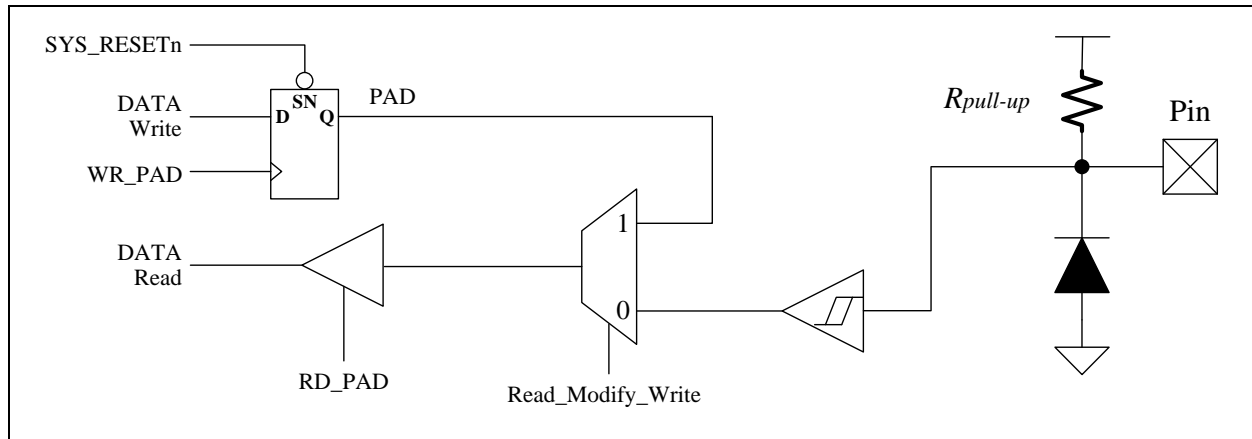 SYS_RESETn
DATA
Write
WR_PAD
SN
D
Q
PAD
Rpull-up
Pin
DATA
Read
RD_PAD
1
0
Read_Modify_Write